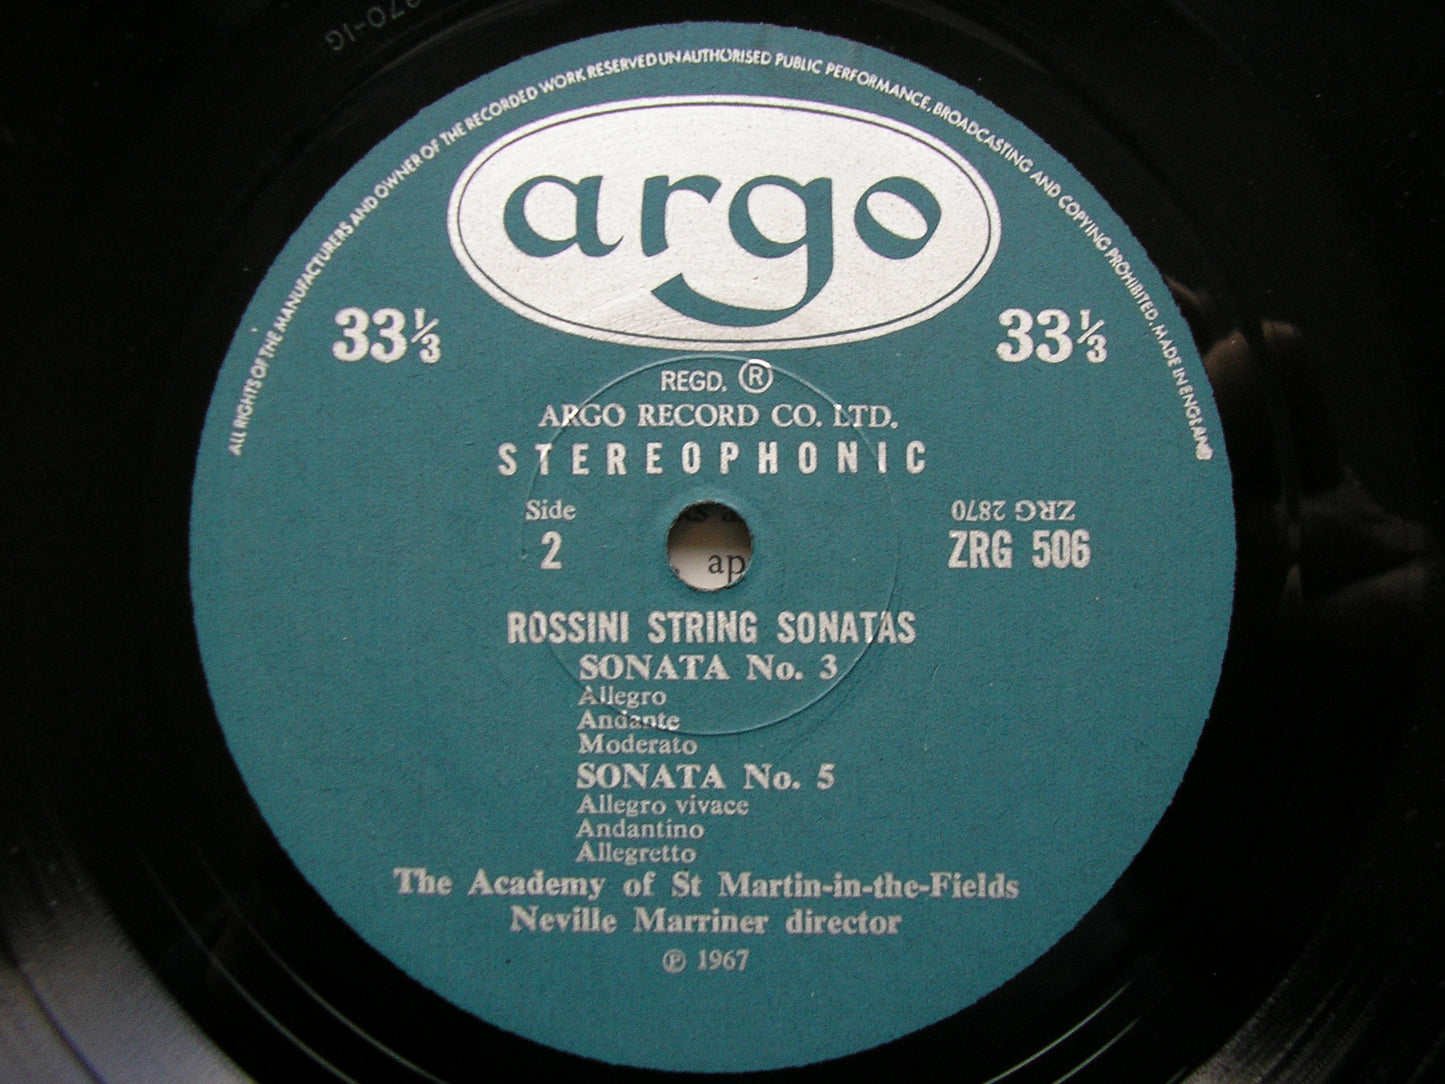 ALL RIGHTS OF THE MANUFACTURERS AND OWNER OF THE RECORDED WORK RESERVED UNAUTHORISED PUBLIC PERFORMANCE, BROADCASTING AND COPYING PROHIBITED. MADE IN ENGLAND
argo
33⅓ 33⅓
REGD. ®
ARGO RECORD CO. LTD.
STEREOPHONIC
Side ZRG 2870
2 ZRG 506
ap
ROSSINI STRING SONATAS
SONATA No. 3
Allegro
Andante
Moderato
SONATA No. 5
Allegro vivace
Andantino
Allegretto
The Academy of St Martin-in-the-Fields
Neville Marriner director
℗ 1967